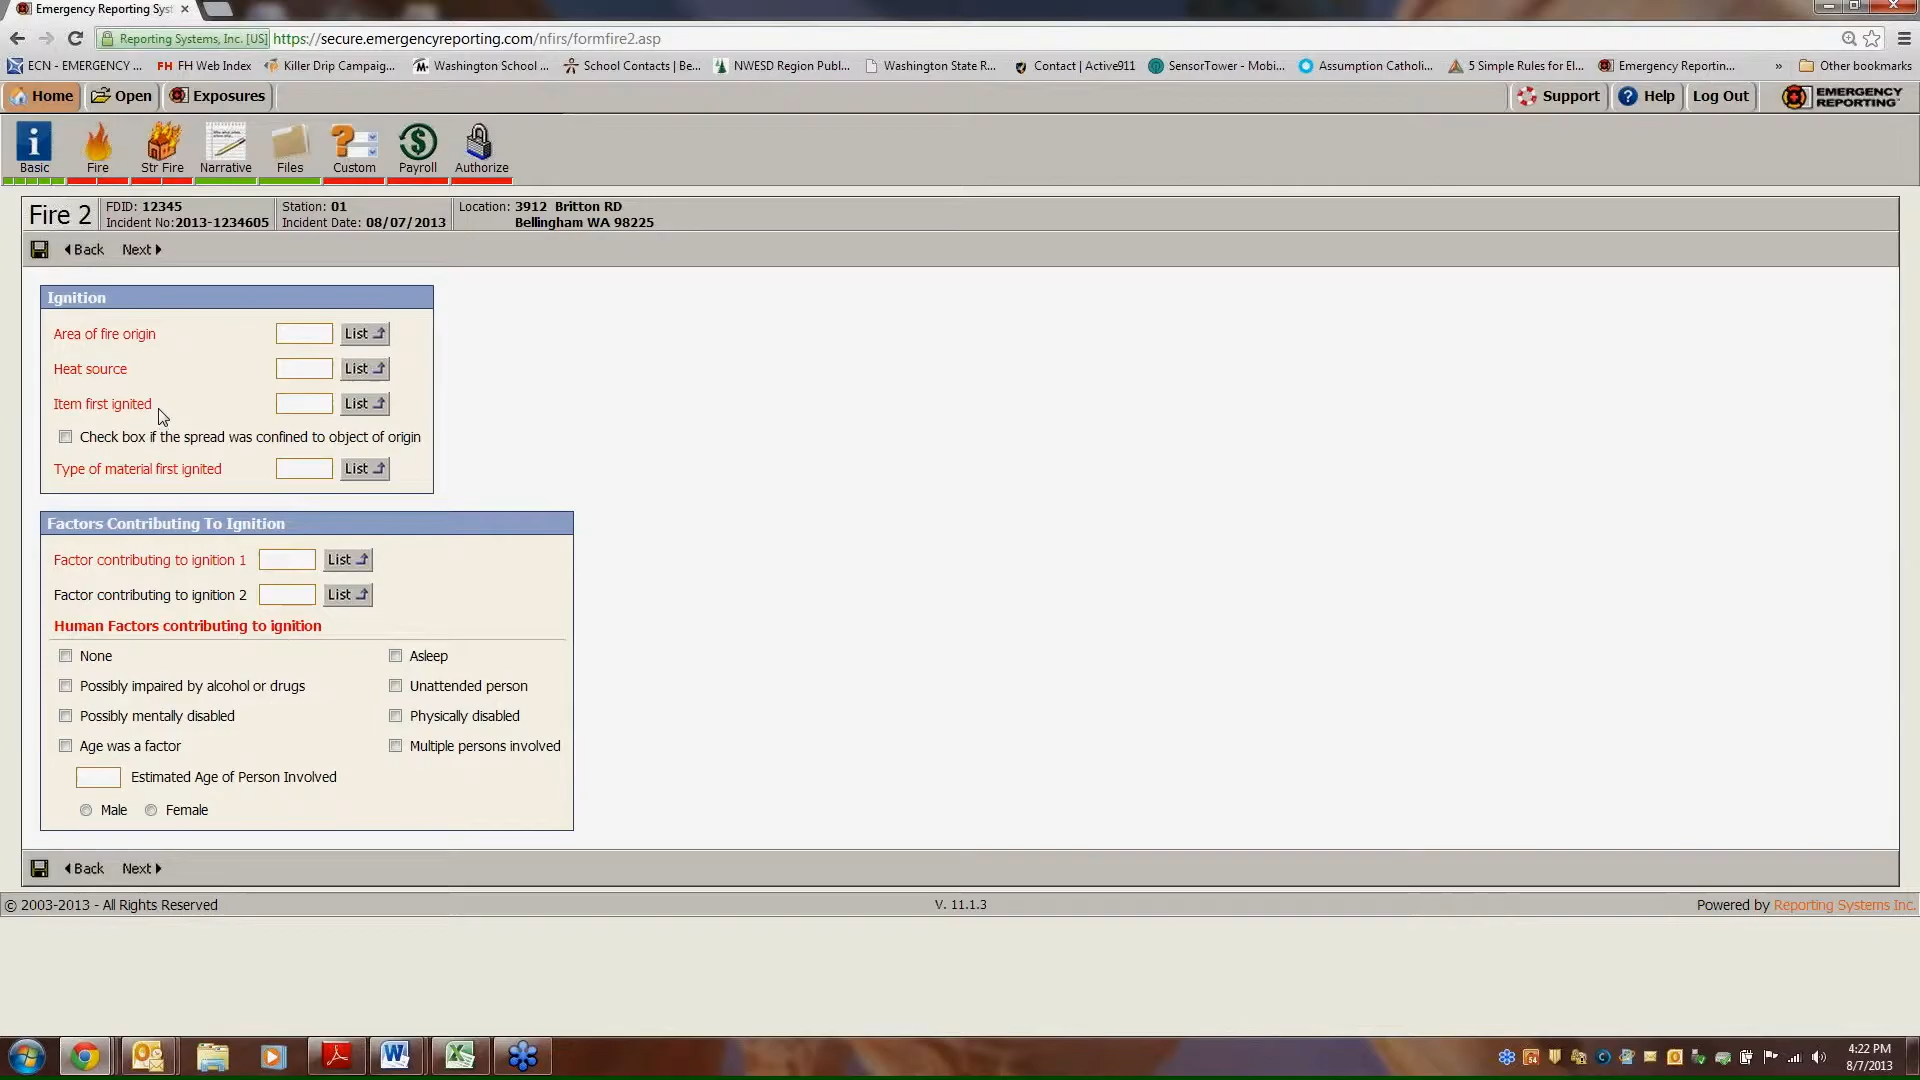 Emergency Reporting Syst
Reporting Systems, Inc. [US] https://secure.emergencyreporting.com/nfirs/formfire2.asp
ECN - EMERGENCY ... FH Web Index Killer Drip Campaig... Washington School ... School Contacts | Be... NWESD Region Publ... Washington State R... Contact | Active911 SensorTower - Mobi... Assumption Catholi... 5 Simple Rules for El... Emergency Reportin... » Other bookmarks
Home Open Exposures Support Help Log Out EMERGENCY REPORTING
Basic Fire Str Fire Narrative Files Custom Payroll Authorize
Fire 2 FDID: 12345 Station: 01 Location: 3912 Britton RD
Incident No:2013-1234605 Incident Date: 08/07/2013 Bellingham WA 98225
Back Next
Ignition
Area of fire origin List
Heat source List
Item first ignited List
Check box if the spread was confined to object of origin
Type of material first ignited List
Factors Contributing To Ignition
Factor contributing to ignition 1 List
Factor contributing to ignition 2 List
Human Factors contributing to ignition
None Asleep
Possibly impaired by alcohol or drugs Unattended person
Possibly mentally disabled Physically disabled
Age was a factor Multiple persons involved
Estimated Age of Person Involved
Male Female
Back Next
© 2003-2013 - All Rights Reserved V. 11.1.3 Powered by Reporting Systems Inc.
4:22 PM
8/7/2013